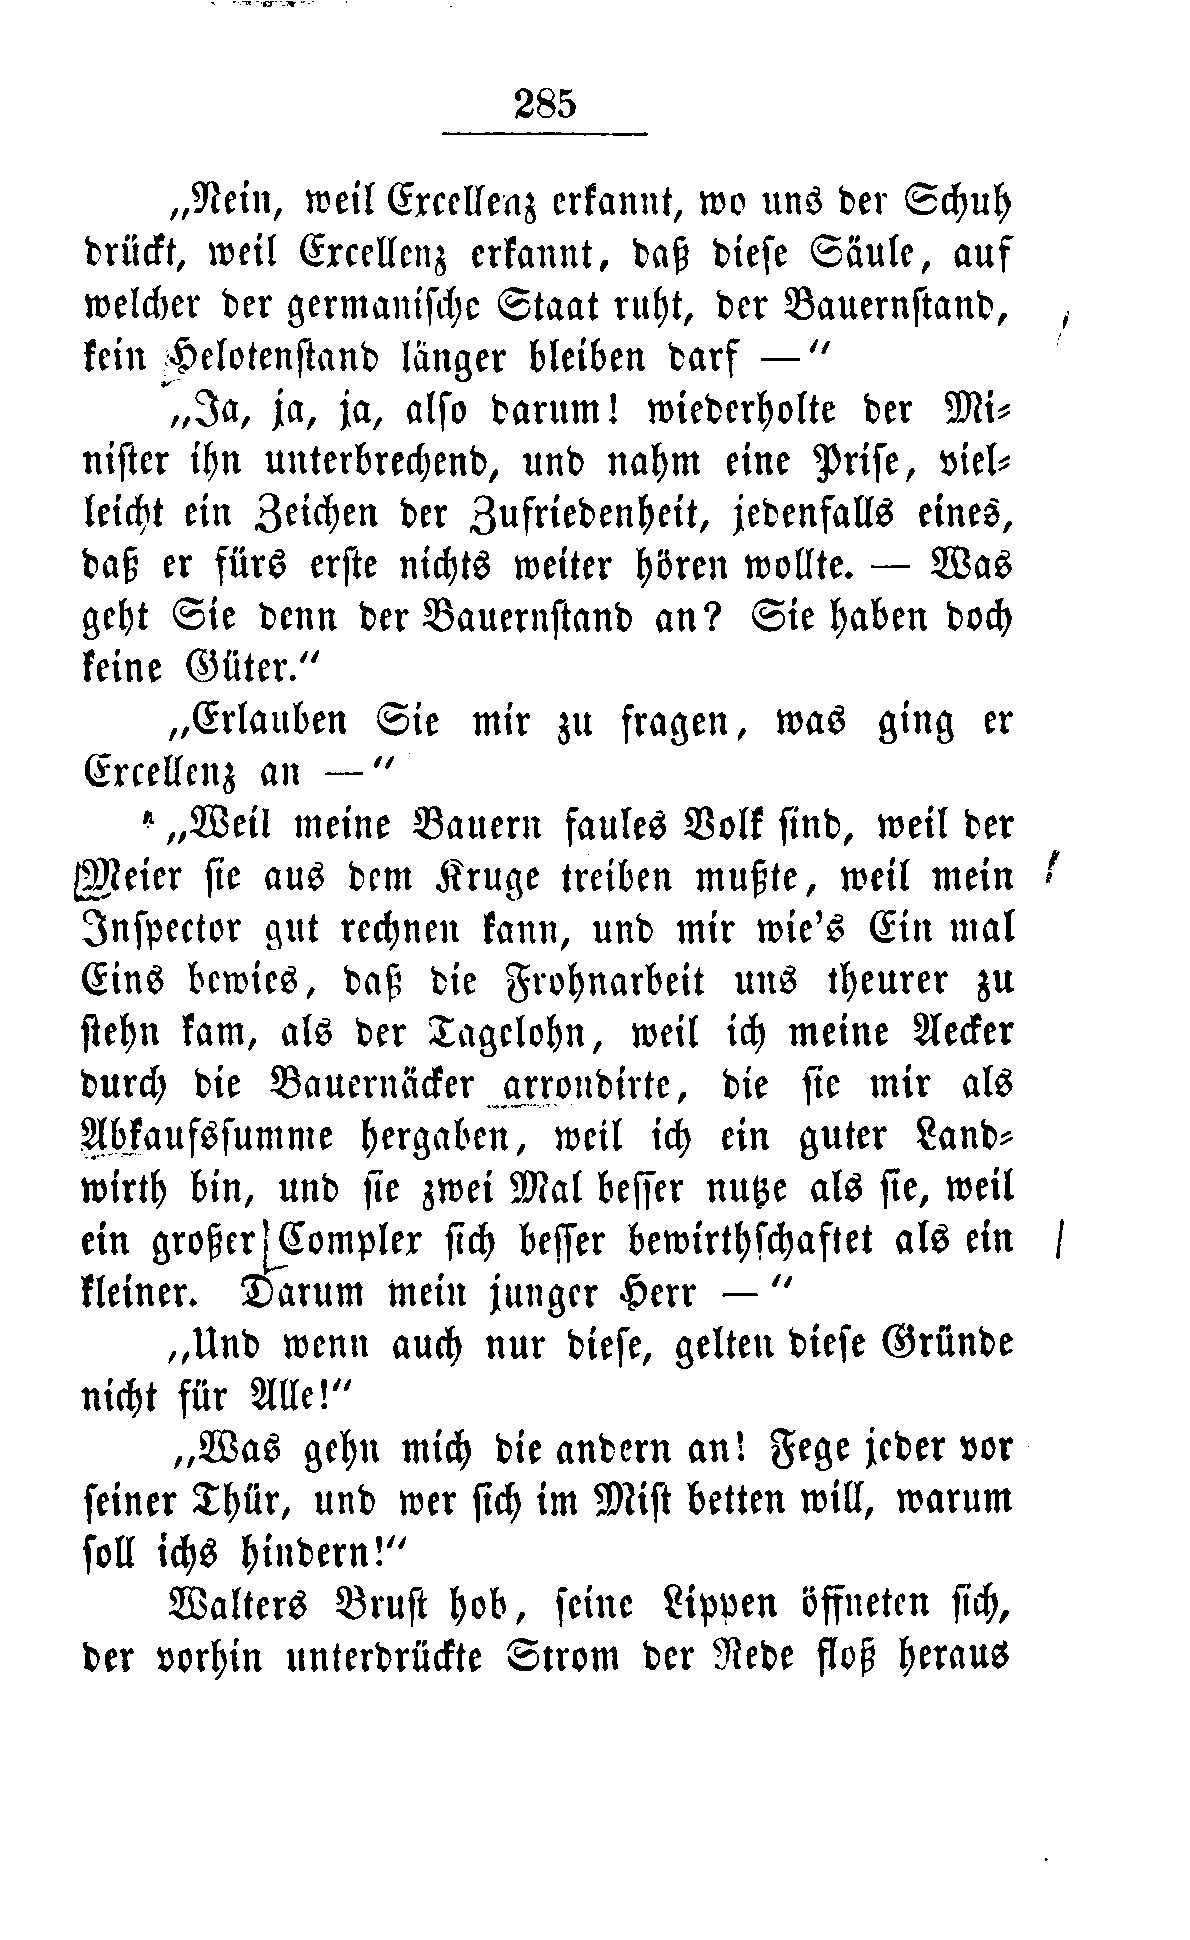 285
„Nein, weil Excellenz erkannt, wo uns der Schuh
drückt, weil Excellenz erkannt, daß diese Säule, auf
welcher der germanische Staat ruht, der Bauernstand,
kein Helotenstand länger bleiben darf —“
„Ja, ja, ja, also darum! wiederholte der Mi-
nister ihn unterbrechend, und nahm eine Prise, viel-
leicht ein Zeichen der Zufriedenheit, jedenfalls eines,
daß er fürs erste nichts weiter hören wollte. — Was
geht Sie denn der Bauernstand an? Sie haben doch
keine Güter.“
„Erlauben Sie mir zu fragen, was ging er
Excellenz an —“
„Weil meine Bauern faules Volk sind, weil der
Meier sie aus dem Kruge treiben mußte, weil mein
Inspector gut rechnen kann, und mir wie's Ein mal
Eins bewies, daß die Frohnarbeit uns theurer zu
stehn kam, als der Tagelohn, weil ich meine Aecker
durch die Bauernäcker arrondirte, die sie mir als
Abkaufssumme hergaben, weil ich ein guter Land-
wirth bin, und sie zwei Mal besser nutze als sie, weil
ein großer Complex sich besser bewirthschaftet als ein
kleiner. Darum mein junger Herr —“
„Und wenn auch nur diese, gelten diese Gründe
nicht für Alle!“
„Was gehn mich die andern an! Fege jeder vor
seiner Thür, und wer sich im Mist betten will, warum
soll ichs hindern!“
Walters Brust hob, seine Lippen öffneten sich,
der vorhin unterdrückte Strom der Rede floß heraus